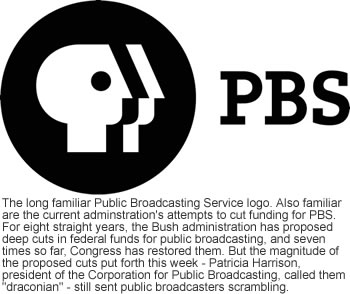 PBS
The long familiar Public Broadcasting Service logo. Also familiar
are the current adminstration's attempts to cut funding for PBS.
For eight straight years, the Bush administration has proposed
deep cuts in federal funds for public broadcasting, and seven
times so far, Congress has restored them. But the magnitude of
the proposed cuts put forth this week - Patricia Harrison,
president of the Corporation for Public Broadcasting, called them
"draconian" - still sent public broadcasters scrambling.